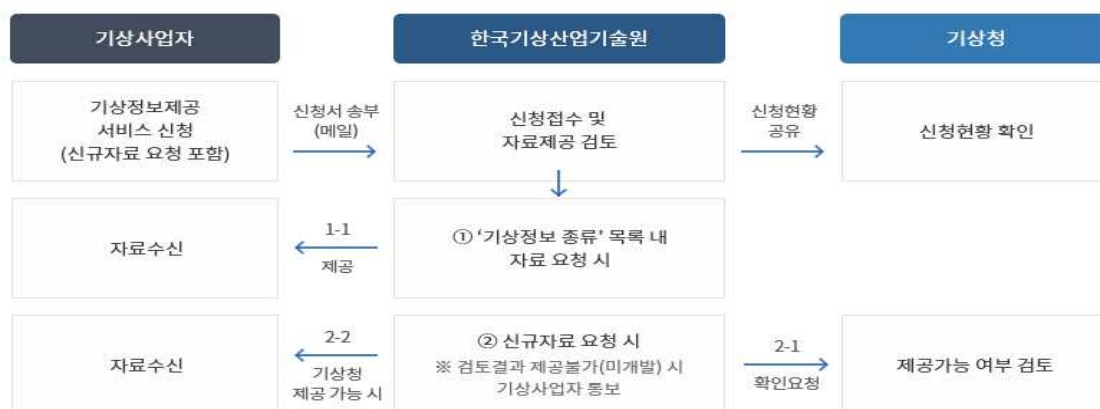 기상사업자
한국기상산업기술원
기상청
기상정보제공
서비스 신청
(신규자료 요청 포함)
신청서 송부
(메일)
신청접수 및
자료제공 검토
신청현황
공유
신청현황 확인
자료수신
1-1
제공
① ‘기상정보 종류’ 목록 내
자료 요청 시
자료수신
2-2
기상청
제공 가능 시
② 신규자료 요청 시
※ 검토결과 제공불가(미개발) 시
기상사업자 통보
2-1
확인요청
제공가능 여부 검토